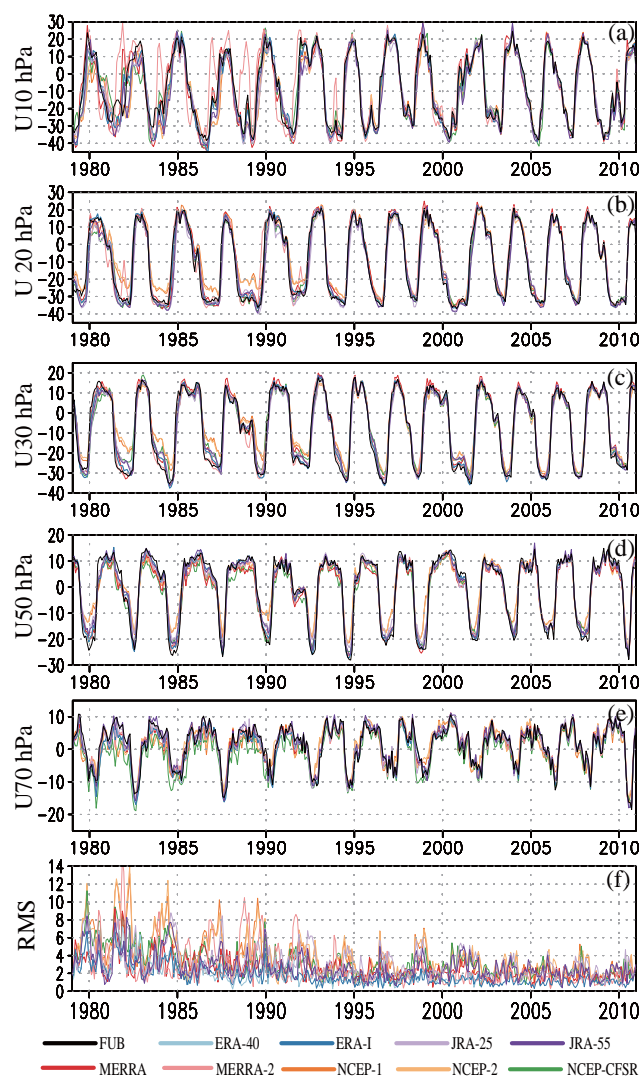 (a)
U10 hPa
30
20
10
0
−10
−20
−30
−40
1980 1985 1990 1995 2000 2005 2010
(b)
U 20 hPa
30
20
10
0
−10
−20
−30
−40
1980 1985 1990 1995 2000 2005 2010
(c)
U30 hPa
20
10
0
−10
−20
−30
−40
1980 1985 1990 1995 2000 2005 2010
(d)
U50 hPa
20
10
0
−10
−20
−30
1980 1985 1990 1995 2000 2005 2010
(e)
U70 hPa
10
0
−10
−20
1980 1985 1990 1995 2000 2005 2010
(f)
RMS
14
12
10
8
6
4
2
0
1980 1985 1990 1995 2000 2005 2010
FUB ERA-40 ERA-I JRA-25 JRA-55
MERRA MERRA-2 NCEP-1 NCEP-2 NCEP-CFSR